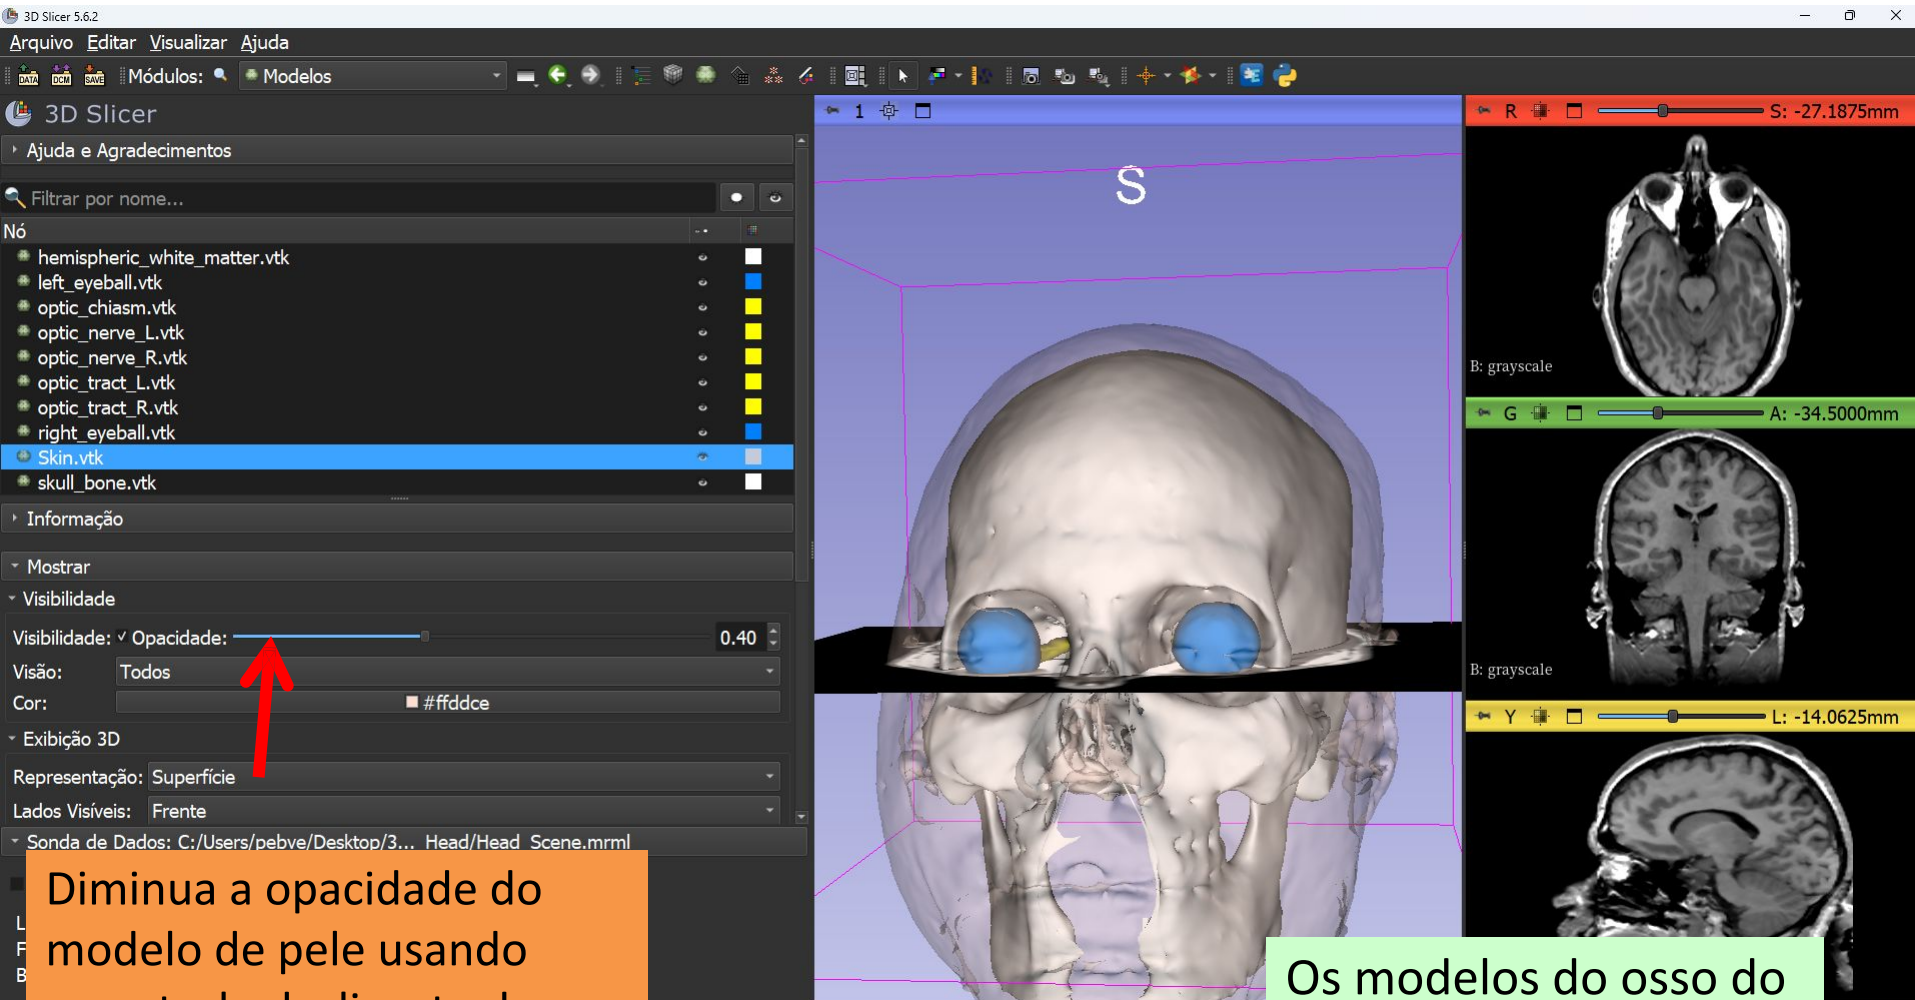 3D Slicer 5.6.2
Arquivo Editar Visualizar Ajuda
DATA DCM SAVE Módulos: Modelos
3D Slicer
Ajuda e Agradecimentos
Filtrar por nome...
Nó
hemispheric_white_matter.vtk
left_eyeball.vtk
optic_chiasm.vtk
optic_nerve_L.vtk
optic_nerve_R.vtk
optic_tract_L.vtk
optic_tract_R.vtk
right_eyeball.vtk
Skin.vtk
skull_bone.vtk
Informação
Mostrar
Visibilidade
Visibilidade: Opacidade: 0.40
Visão: Todos
Cor: #ffddce
Exibição 3D
Representação: Superfície
Lados Visíveis: Frente
Sonda de Dados: C:/Users/pebve/Desktop/3... Head/Head_Scene.mrml
L
F
B
Diminua a opacidade do
modelo de pele usando
1
S
R S: -27.1875mm
B: grayscale
G A: -34.5000mm
B: grayscale
Y L: -14.0625mm
Os modelos do osso do